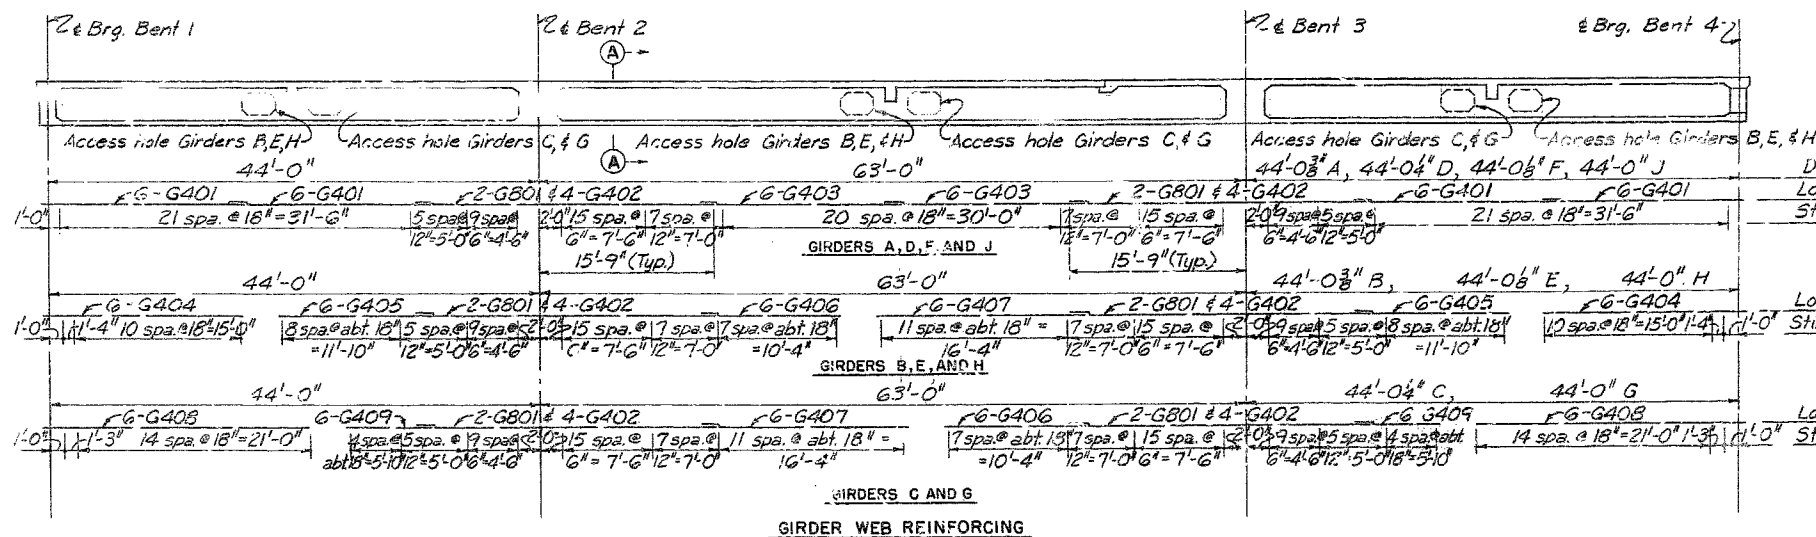 ℄ Brg. Bent 1
℄ Bent 2
℄ Bent 3
℄ Brg. Bent 4
A
Access hole Girders B,E,H
Access hole Girders C, & G
Access hole Girders B, E, & H
Access hole Girders C, & G
Access hole Girders C, & G
Access hole Girders B, E, & H
A
44'-0"
63'-0"
44'-0⅜" A, 44'-0¼" D, 44'-0⅛" F, 44'-0" J
6-G401
6-G401
2-G801 & 4-G402
6-G403
6-G403
2-G801 & 4-G402
6-G401
6-G401
1'-0"
21 spa. @ 18"=31'-6"
5 spa@ 12"=5'-0"
9 spa@ 6"=4'-6"
2'-0"
15 spa. @ 6"=7'-6"
7 spa. @ 12"=7'-0"
20 spa. @ 18"=30'-0"
7 spa. @ 12"=7'-0"
15 spa. @ 6"=7'-6"
2'-0"
9 spa@ 6"=4'-6"
5 spa. @ 12"=5'-0"
21 spa. @ 18"=31'-6"
GIRDERS A, D, F, AND J
15'-9" (Typ.)
15'-9" (Typ.)
44'-0"
63'-0"
44'-0⅜" B, 44'-0⅛" E, 44'-0" H
6-G404
6-G405
2-G801 & 4-G402
6-G406
6-G407
2-G801 & 4-G402
6-G405
6-G404
1'-0"
1'-4"
10 spa. @ 18"=15'-0"
8 spa @ abt. 18" =11'-10"
5 spa @ 12"=5'-0"
9 spa @ 6"=4'-6"
2'-0"
15 spa. @ = 7'-6"
7 spa @ 12"=7'-0"
7 spa. @ abt. 18" =10'-4"
11 spa. @ abt. 18" = 16'-4"
7 spa. @ 12"=7'-0"
15 spa. @ 6"=7'-6"
2'-0"
9 spa@ 6"=4'-6"
5 spa @ 12"=5'-0"
8 spa @ abt. 18" =11'-10"
10 spa. @ 18"=15'-0"
1'-4"
1'-0"
GIRDERS B, E, AND H
44'-0"
63'-0"
44'-0¼" C, 44'-0" G
6-G408
6-G409
2-G801 & 4-G402
6-G407
6-G406
2-G801 & 4-G402
6 G409
6-G408
1'-0"
1'-3"
14 spa. @ 18"=21'-0"
4 spa @ abt. 18"=5'-10"
5 spa. @ 12"=5'-0"
9 spa @ 6"=4'-6"
2'-0"
15 spa. @ 6"=7'-6"
7 spa. @ 12"=7'-0"
11 spa. @ abt. 18" = 16'-4"
7 spa. @ abt. 18" =10'-4"
7 spa. @ 12"=7'-0"
15 spa. @ 6"=7'-6"
2'-0"
9 spa@ 6"=4'-6"
5 spa @ 12"=5'-0"
4 spa @ abt 18"=5'-10"
14 spa. @ 18"=21'-0"
1'-3"
1'-0"
GIRDERS C AND G
GIRDER WEB REINFORCING